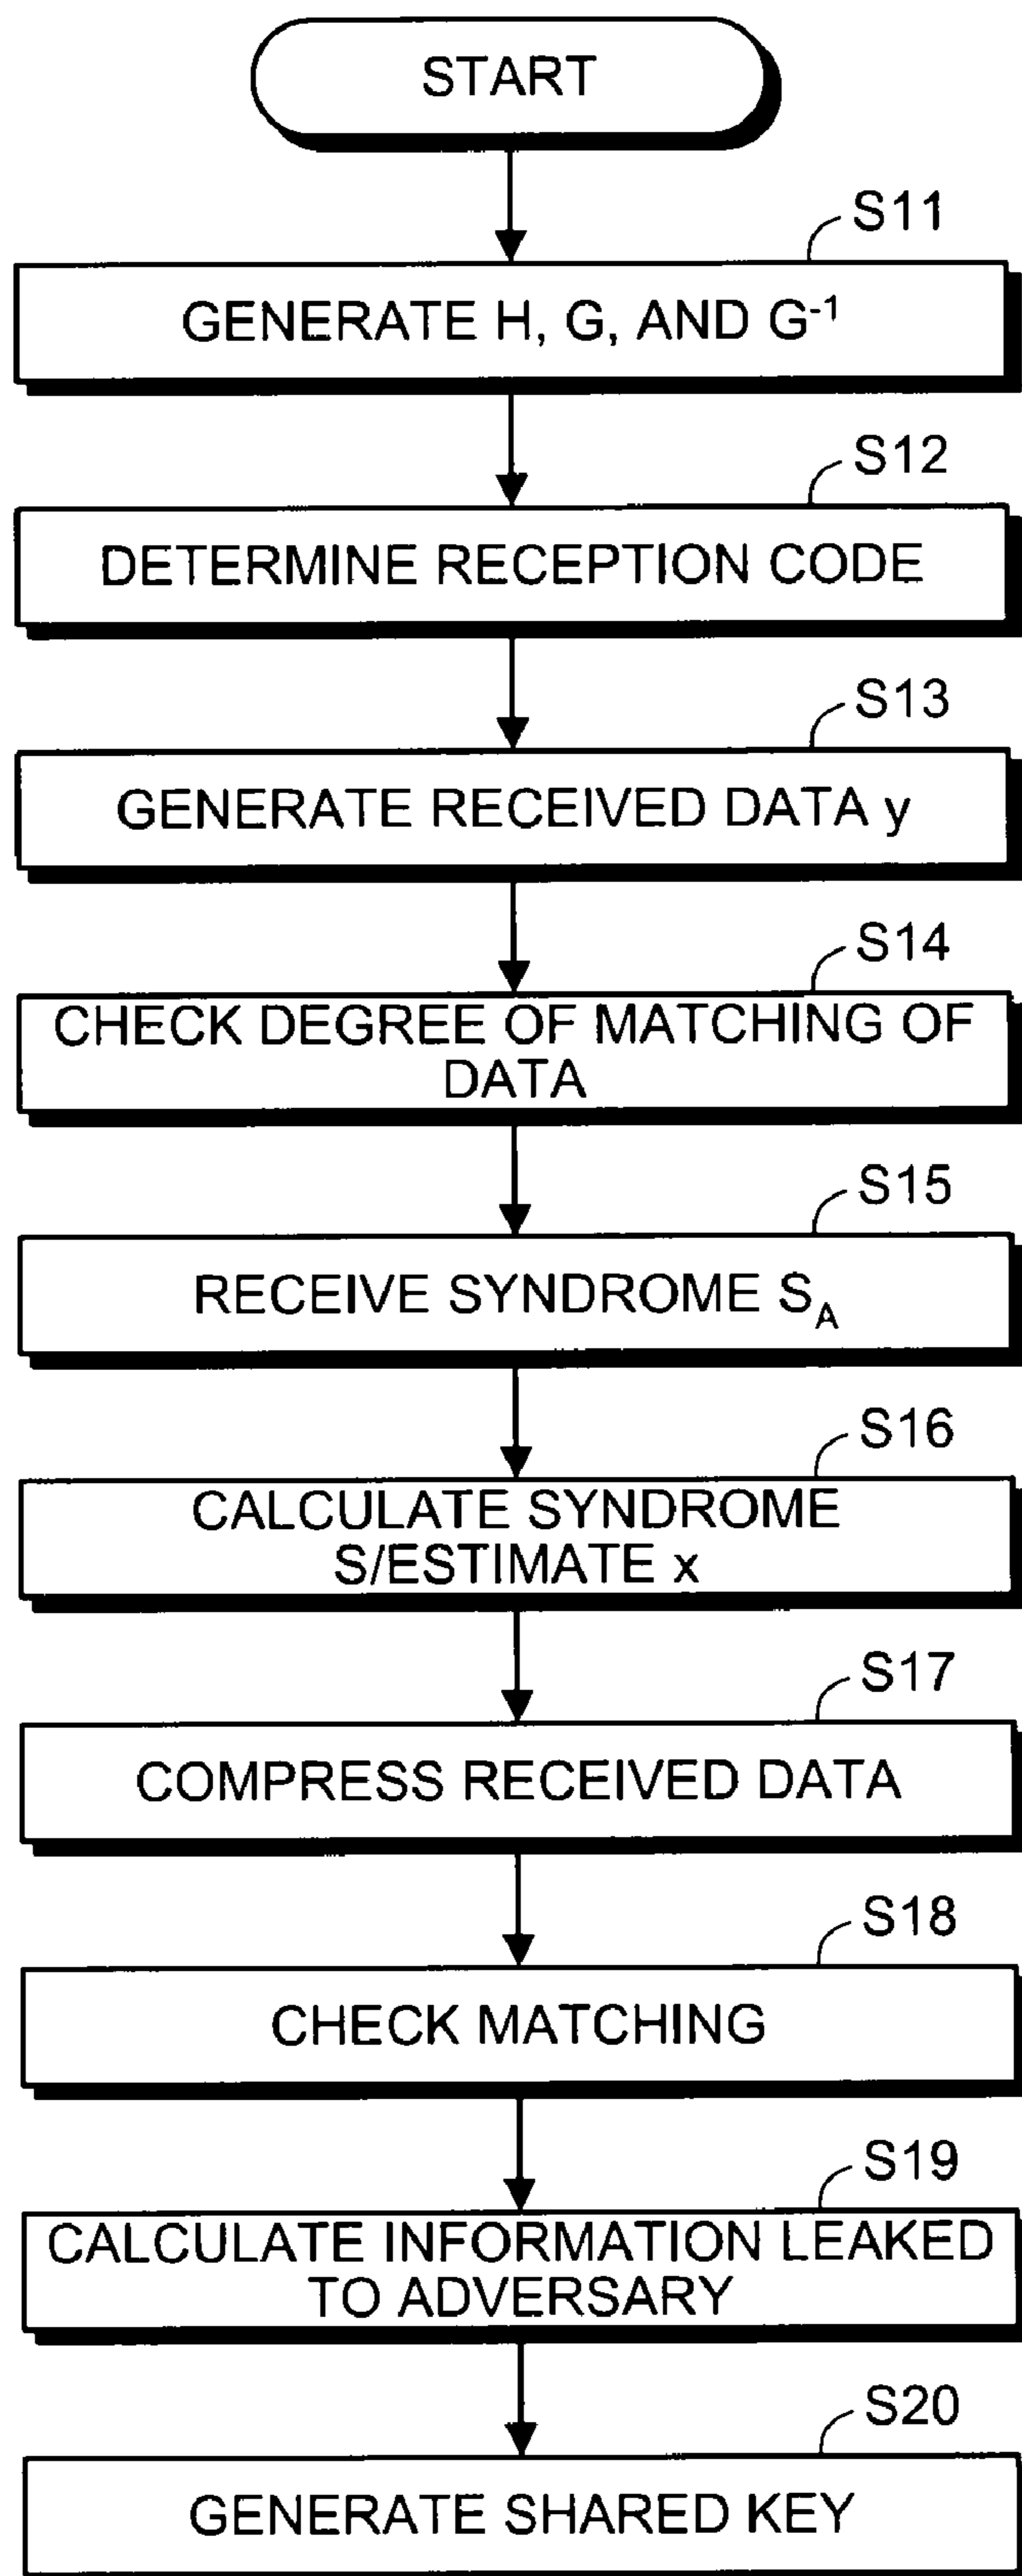 START
S11
GENERATE H, G, AND G⁻¹
S12
DETERMINE RECEPTION CODE
S13
GENERATE RECEIVED DATA y
S14
CHECK DEGREE OF MATCHING OF
DATA
S15
RECEIVE SYNDROME S_A
S16
CALCULATE SYNDROME
S/ESTIMATE x
S17
COMPRESS RECEIVED DATA
S18
CHECK MATCHING
S19
CALCULATE INFORMATION LEAKED
TO ADVERSARY
S20
GENERATE SHARED KEY